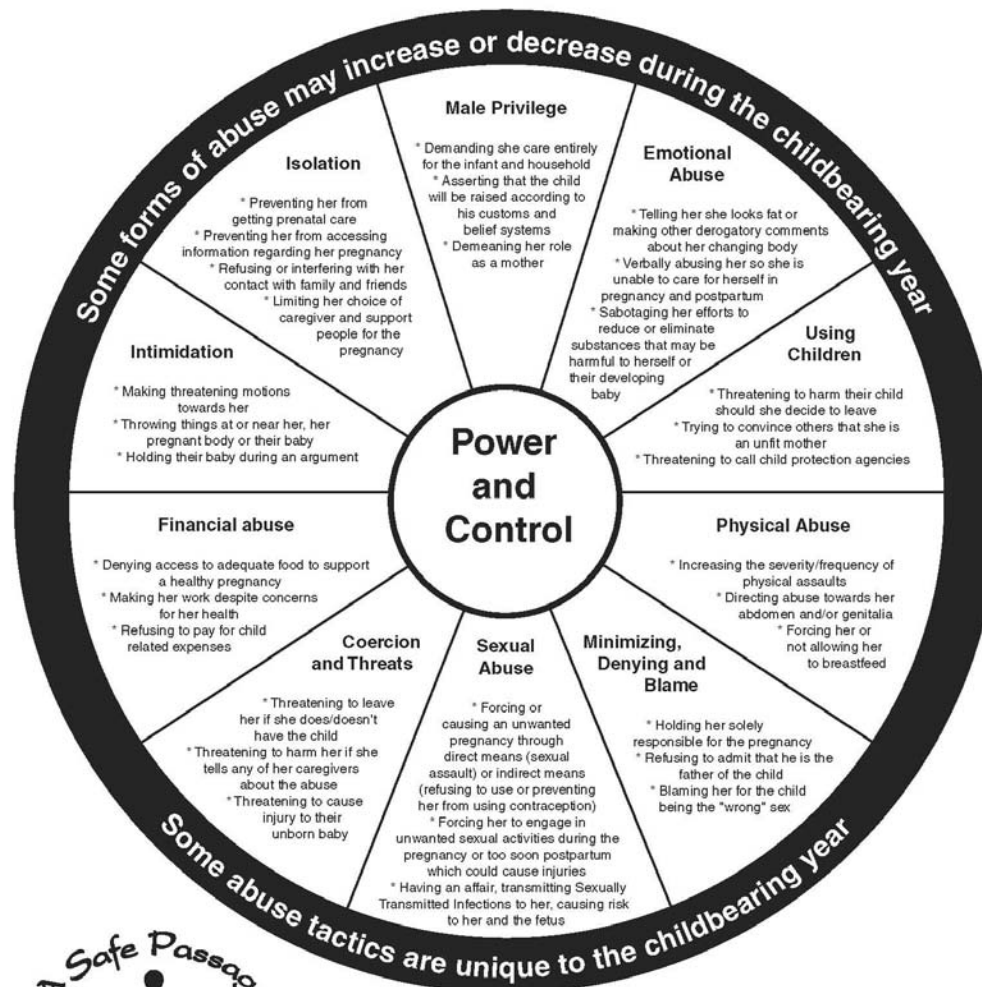 Some forms of abuse may increase or decrease during the childbearing year
Male Privilege
* Demanding she care entirely
for the infant and household
* Asserting that the child
will be raised according to
his customs and
belief systems
* Demeaning her role
as a mother
Emotional
Abuse
* Telling her she looks fat or
making other derogatory comments
about her changing body
* Verbally abusing her so she is
unable to care for herself in
pregnancy and postpartum
* Sabotaging her efforts to
reduce or eliminate
substances that may be
harmful to herself or
their developing
baby
Using
Children
* Threatening to harm their child
should she decide to leave
* Trying to convince others that she is
an unfit mother
* Threatening to call child protection agencies
Physical Abuse
* Increasing the severity/frequency of
physical assaults
* Directing abuse towards her
abdomen and/or genitalia
* Forcing her or
not allowing her
to breastfeed
Minimizing,
Denying and
Blame
* Holding her solely
responsible for the pregnancy
* Refusing to admit that he is the
father of the child
* Blaming her for the child
being the "wrong" sex
Sexual
Abuse
* Forcing or
causing an unwanted
pregnancy through
direct means (sexual
assault) or indirect means
(refusing to use or preventing
her from using contraception)
* Forcing her to engage in
unwanted sexual activities during the
pregnancy or too soon postpartum
which could cause injuries
* Having an affair, transmitting Sexually
Transmitted Infections to her, causing risk
to her and the fetus
Coercion
and Threats
* Threatening to leave
her if she does/doesn't
have the child
* Threatening to harm her if she
tells any of her caregivers
about the abuse
* Threatening to cause
injury to their
unborn baby
Financial abuse
* Denying access to adequate food to support
a healthy pregnancy
* Making her work despite concerns
for her health
* Refusing to pay for child
related expenses
Intimidation
* Making threatening motions
towards her
* Throwing things at or near her, her
pregnant body or their baby
* Holding their baby during an argument
Isolation
* Preventing her from
getting prenatal care
* Preventing her from accessing
information regarding her pregnancy
* Refusing or interfering with her
contact with family and friends
* Limiting her choice of
caregiver and support
people for the
pregnancy
Power
and
Control
Some abuse tactics are unique to the childbearing year
A Safe Passag